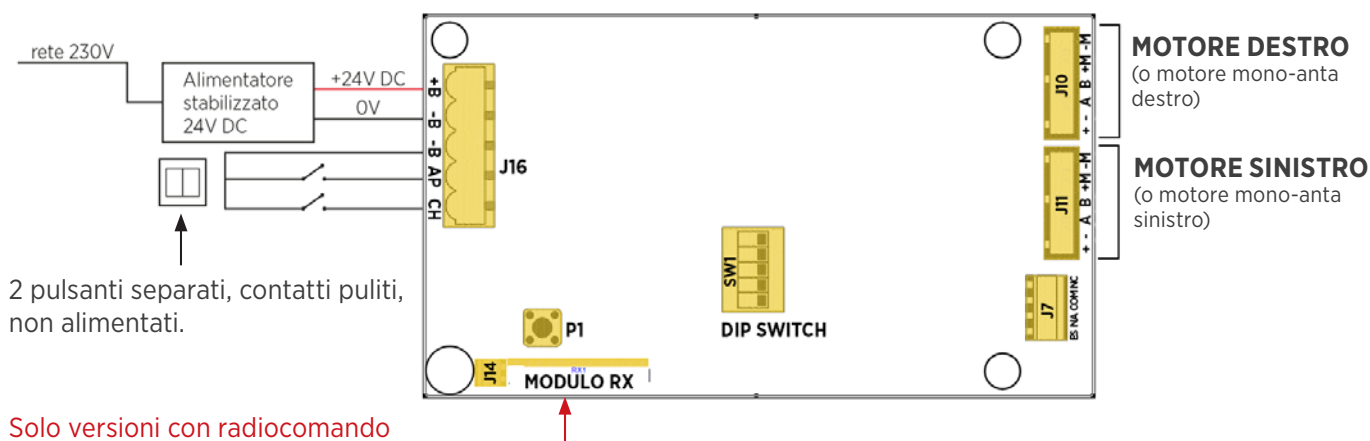 rete 230V
Alimentatore
stabilizzato
24V DC
+24V DC
0V
+B
-B
-B
AP
CH
J16
2 pulsanti separati, contatti puliti,
non alimentati.
P1
SW1
DIP SWITCH
J14
RX1
MODULO RX
Solo versioni con radiocomando
J10
+ - A B +M -M
MOTORE DESTRO
(o motore mono-anta
destro)
J11
+ - A B +M -M
MOTORE SINISTRO
(o motore mono-anta
sinistro)
J7
ES NA COM NC